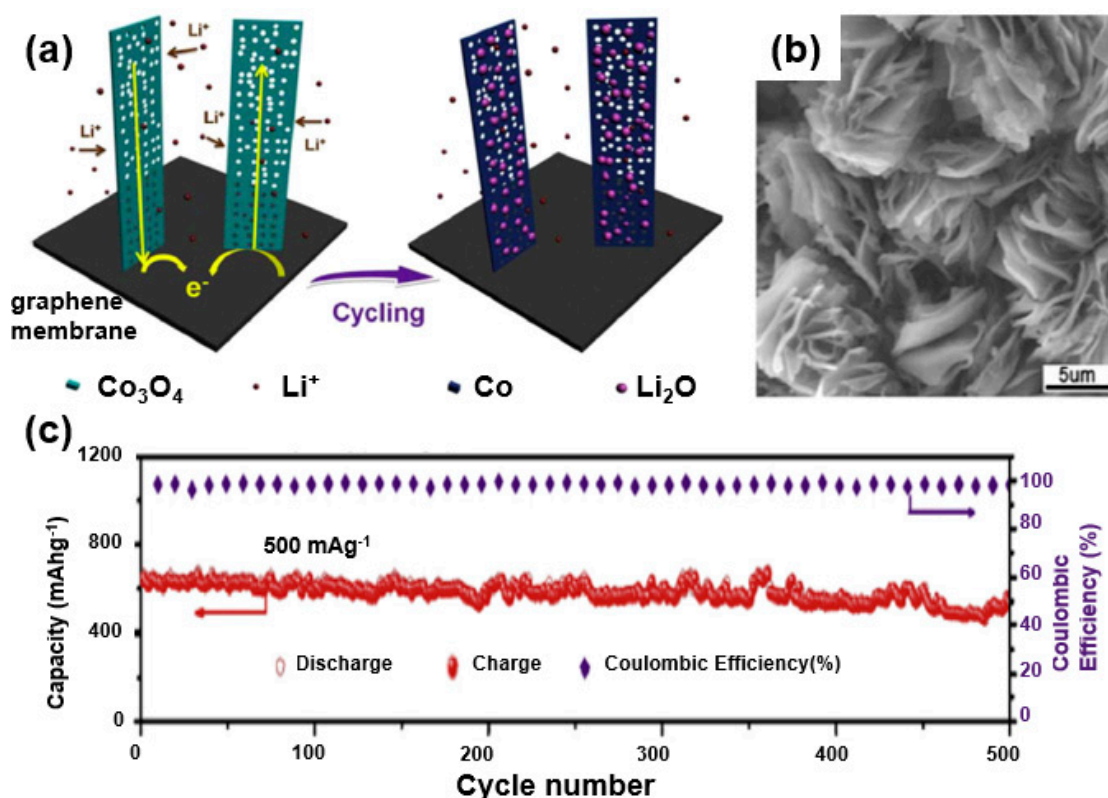 (a)
Li⁺
Li⁺
Li⁺
Li⁺
e⁻
graphene
membrane
Cycling
Co₃O₄
Li⁺
Co
Li₂O
(b)
5um
(c)
1200
800
400
0
Capacity (mAhg⁻¹)
500 mAg⁻¹
Discharge
Charge
Coulombic Efficiency(%)
100
80
60
40
20
0
Coulombic
Efficiency (%)
0
100
200
300
400
500
Cycle number